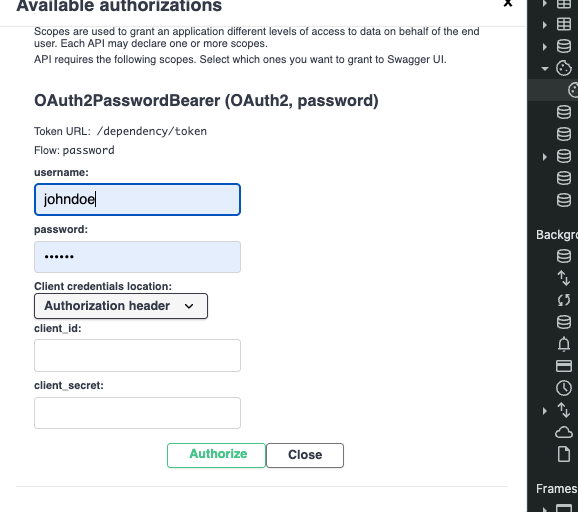 Available authorizations
x
Scopes are used to grant an application different levels of access to data on behalf of the end
user. Each API may declare one or more scopes.
API requires the following scopes. Select which ones you want to grant to Swagger UI.
OAuth2PasswordBearer (OAuth2, password)
Token URL: /dependency/token
Flow: password
username:
johndoe
password:
••••••
Client credentials location:
Authorization header
client_id:
client_secret:
Authorize
Close
Backgro
Frames